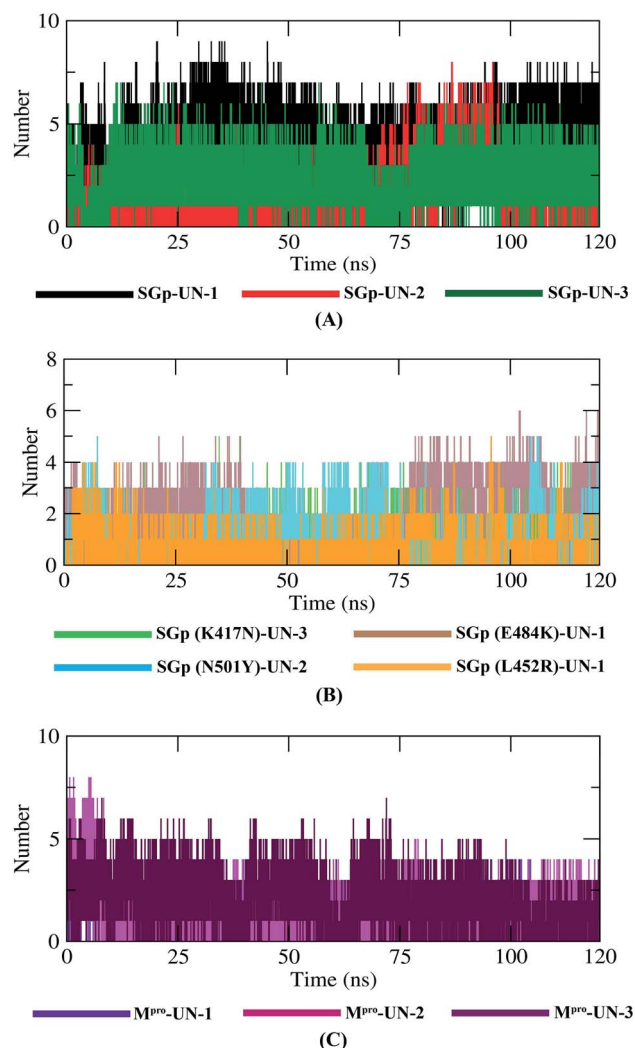 10
Number
5
0
0 25 50 75 100 120
Time (ns)
SGp-UN-1 SGp-UN-2 SGp-UN-3
(A)
8
6
Number
4
2
0
0 25 50 75 100 120
Time (ns)
SGp (K417N)-UN-3 SGp (E484K)-UN-1
SGp (N501Y)-UN-2 SGp (L452R)-UN-1
(B)
10
Number
5
0
0 25 50 75 100 120
Time (ns)
Mᵖʳᵒ-UN-1 Mᵖʳᵒ-UN-2 Mᵖʳᵒ-UN-3
(C)